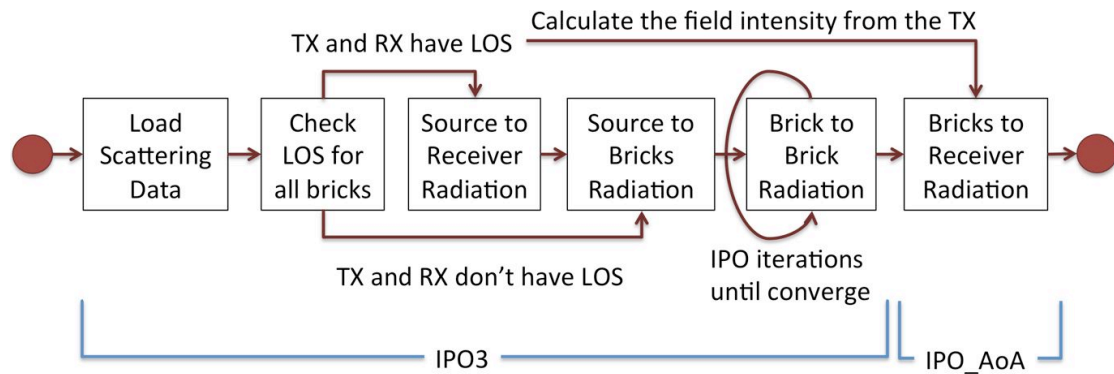 Calculate the field intensity from the TX
TX and RX have LOS
Load
Scattering
Data
Check
LOS for
all bricks
Source to
Receiver
Radiation
Source to
Bricks
Radiation
Brick to
Brick
Radiation
Bricks to
Receiver
Radiation
TX and RX don’t have LOS
IPO iterations
until converge
IPO3
IPO_AoA